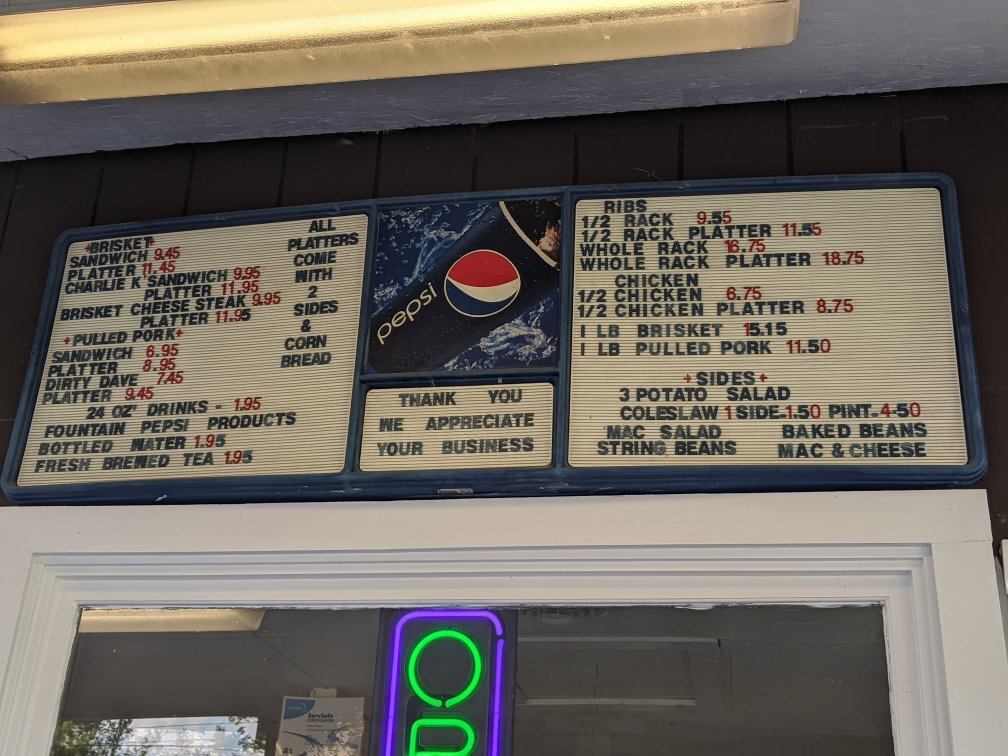 +BRISKET+
SANDWICH 9.45
PLATTER 11.45
CHARLIE K SANDWICH 9.95
PLATTER 11.95
BRISKET CHEESE STEAK 9.95
PLATTER 11.95
+PULLED PORK+
SANDWICH 6.95
PLATTER 8.95
DIRTY DAVE 7.45
PLATTER 9.45
24 OZ' DRINKS - 1.95
FOUNTAIN PEPSI PRODUCTS
BOTTLED WATER 1.95
FRESH BREWED TEA 1.95
ALL
PLATTERS
COME
WITH
2
SIDES
&
CORN
BREAD
pepsi
THANK YOU
WE APPRECIATE
YOUR BUSINESS
RIBS
1/2 RACK 9.55
1/2 RACK PLATTER 11.55
WHOLE RACK 16.75
WHOLE RACK PLATTER 18.75
CHICKEN
1/2 CHICKEN 6.75
1/2 CHICKEN PLATTER 8.75
1 LB BRISKET 15.15
1 LB PULLED PORK 11.50
+SIDES+
3 POTATO SALAD
COLESLAW 1 SIDE-1.50 PINT-4-50
'MAC SALAD BAKED BEANS
STRING BEANS MAC & CHEESE
OP
ServSafe